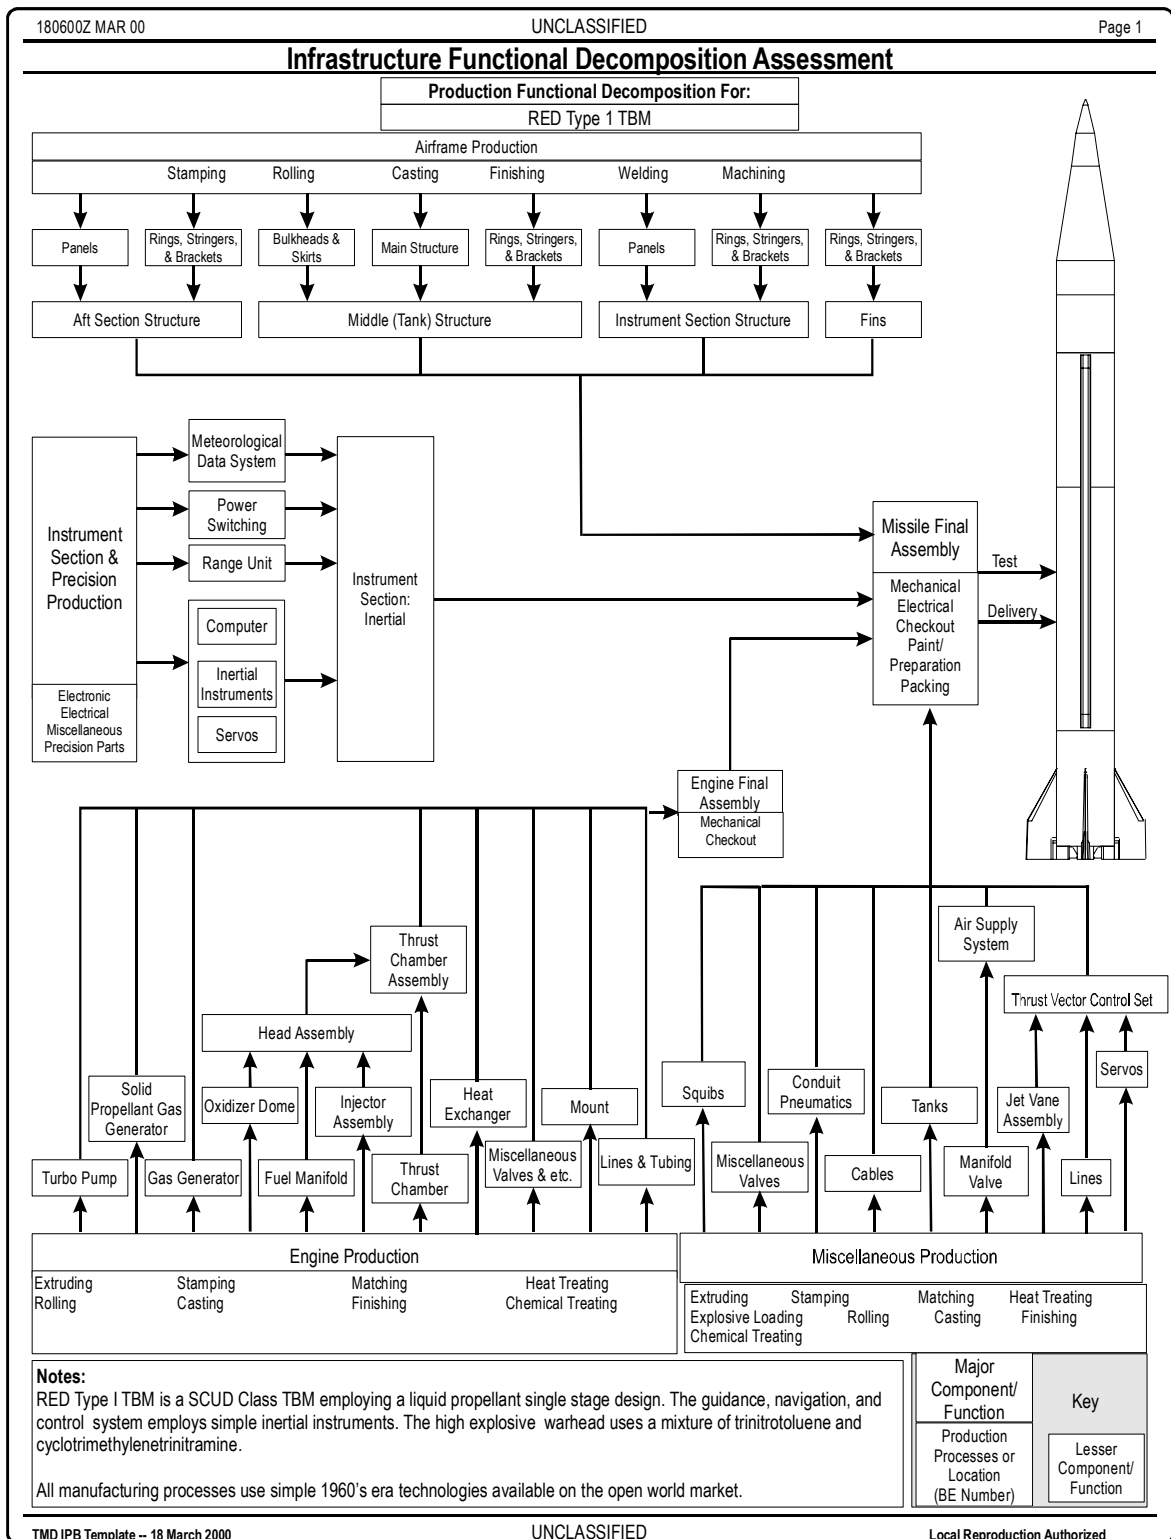 180600Z MAR 00 UNCLASSIFIED Page 1
Infrastructure Functional Decomposition Assessment
Production Functional Decomposition For:
RED Type 1 TBM
Airframe Production
Stamping Rolling Casting Finishing Welding Machining
Panels
Rings, Stringers,
& Brackets
Bulkheads &
Skirts
Main Structure
Rings, Stringers,
& Brackets
Panels
Rings, Stringers,
& Brackets
Rings, Stringers,
& Brackets
Aft Section Structure
Middle (Tank) Structure
Instrument Section Structure
Fins
Instrument
Section &
Precision
Production
Electronic
Electrical
Miscellaneous
Precision Parts
Meteorological
Data System
Power
Switching
Range Unit
Computer
Inertial
Instruments
Servos
Instrument
Section:
Inertial
Missile Final
Assembly
Mechanical
Electrical
Checkout
Paint/
Preparation
Packing
Test
Delivery
Engine Final
Assembly
Mechanical
Checkout
Thrust
Chamber
Assembly
Head Assembly
Solid
Propellant Gas
Generator
Oxidizer Dome
Injector
Assembly
Heat
Exchanger
Mount
Turbo Pump
Gas Generator
Fuel Manifold
Thrust
Chamber
Miscellaneous
Valves & etc.
Lines & Tubing
Air Supply
System
Thrust Vector Control Set
Squibs
Conduit
Pneumatics
Tanks
Jet Vane
Assembly
Servos
Miscellaneous
Valves
Cables
Manifold
Valve
Lines
Engine Production
Extruding Stamping Matching Heat Treating
Rolling Casting Finishing Chemical Treating
Miscellaneous Production
Extruding Stamping Matching Heat Treating
Explosive Loading Rolling Casting Finishing
Chemical Treating
Notes:
RED Type I TBM is a SCUD Class TBM employing a liquid propellant single stage design. The guidance, navigation, and
control system employs simple inertial instruments. The high explosive warhead uses a mixture of trinitrotoluene and
cyclotrimethylenetrinitramine.
All manufacturing processes use simple 1960's era technologies available on the open world market.
Major
Component/
Function
Production
Processes or
Location
(BE Number)
Key
Lesser
Component/
Function
TMD IPB Template -- 18 March 2000 UNCLASSIFIED Local Reproduction Authorized